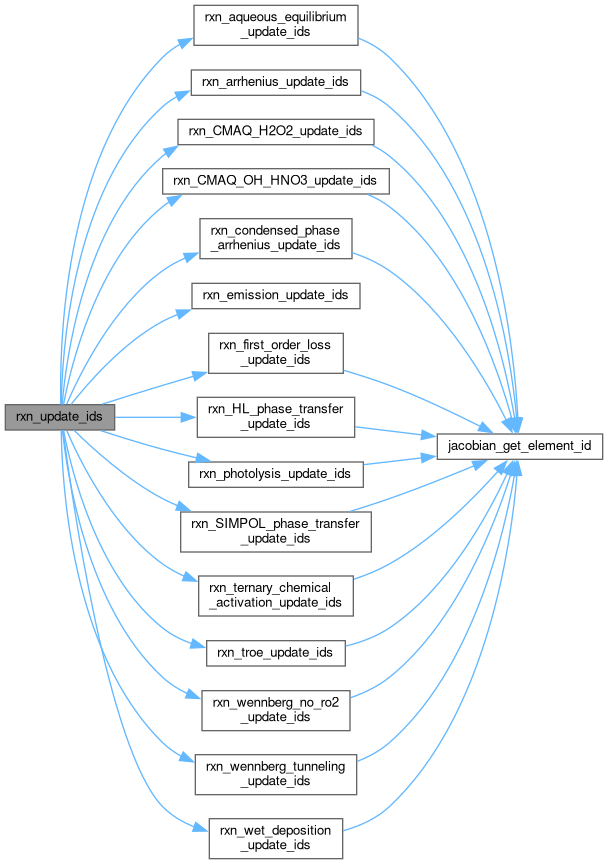 rxn_aqueous_equilibrium
_update_ids
rxn_arrhenius_update_ids
rxn_CMAQ_H2O2_update_ids
rxn_CMAQ_OH_HNO3_update_ids
rxn_condensed_phase
_arrhenius_update_ids
rxn_emission_update_ids
rxn_first_order_loss
_update_ids
rxn_update_ids
rxn_HL_phase_transfer
_update_ids
jacobian_get_element_id
rxn_photolysis_update_ids
rxn_SIMPOL_phase_transfer
_update_ids
rxn_ternary_chemical
_activation_update_ids
rxn_troe_update_ids
rxn_wennberg_no_ro2
_update_ids
rxn_wennberg_tunneling
_update_ids
rxn_wet_deposition
_update_ids